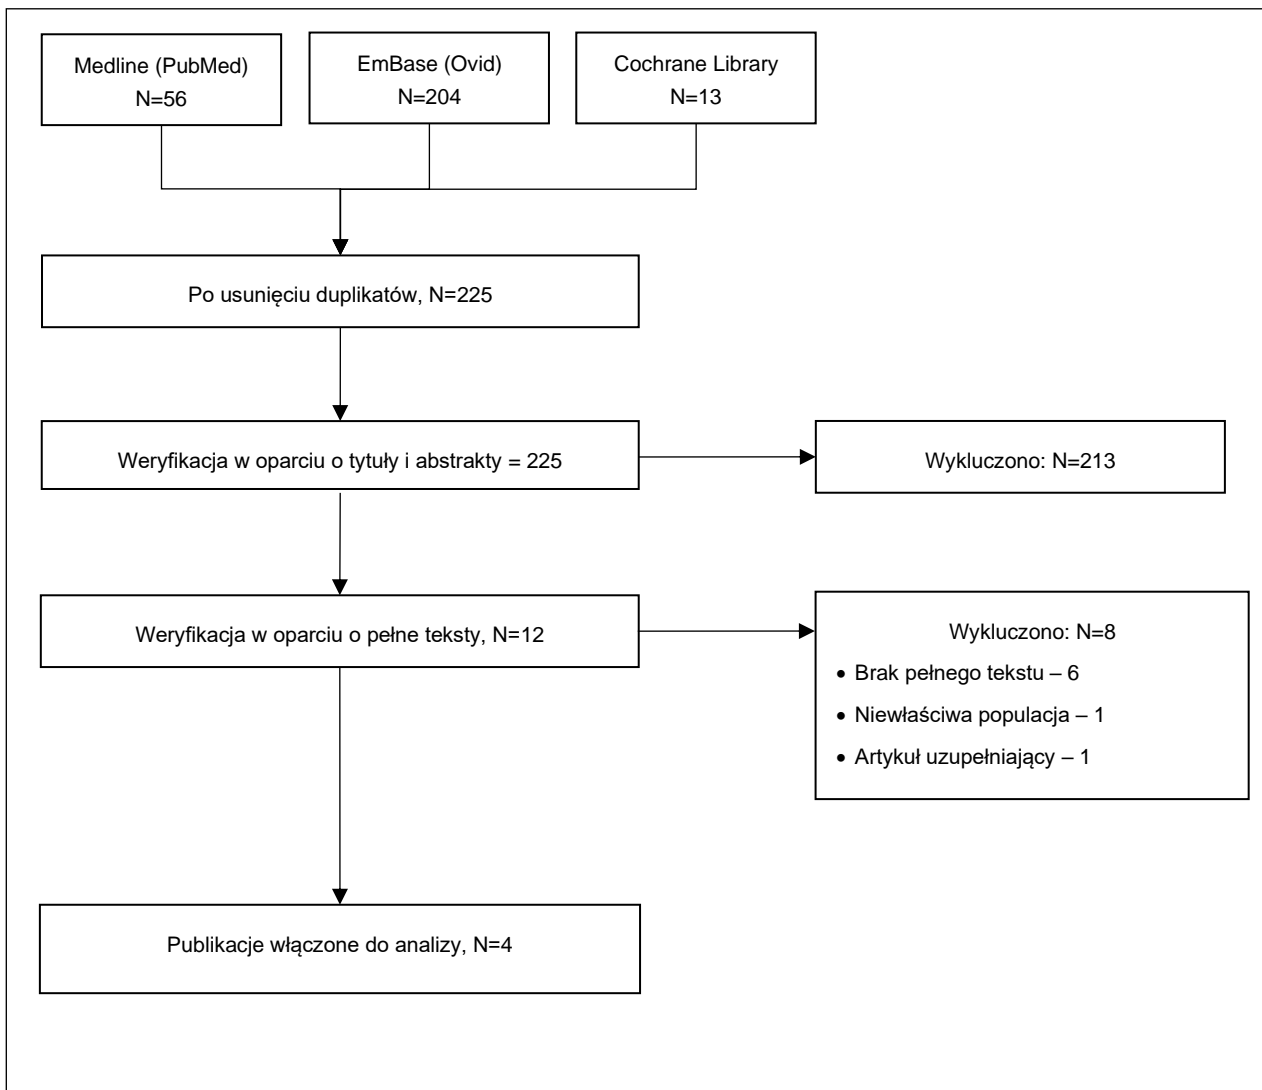 Medline (PubMed)
N=56
EmBase (Ovid)
N=204
Cochrane Library
N=13
Po usunięciu duplikatów, N=225
Weryfikacja w oparciu o tytuły i abstrakty = 225
Wykluczono: N=213
Weryfikacja w oparciu o pełne teksty, N=12
Wykluczono: N=8
• Brak pełnego tekstu – 6
• Niewłaściwa populacja – 1
• Artykuł uzupełniający – 1
Publikacje włączone do analizy, N=4